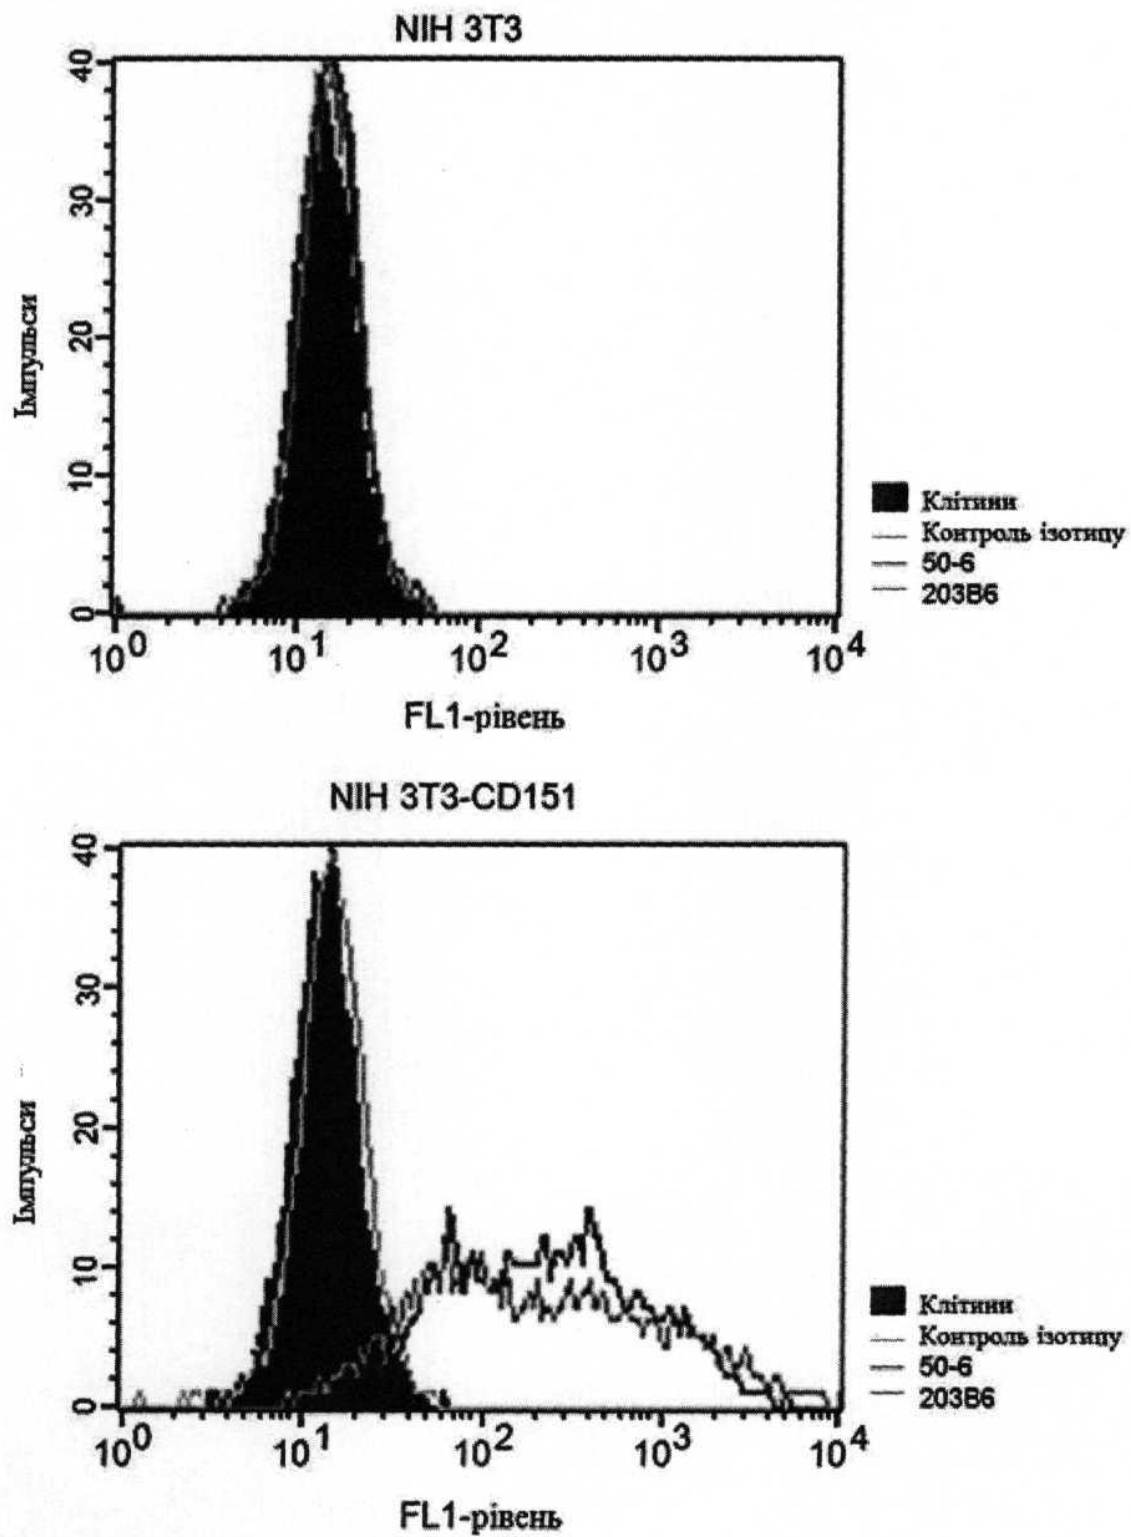 NIH 3T3
40
30
20
10
0
Імпульси
10⁰ 10¹ 10² 10³ 10⁴
FL1-рівень
Клітини
Контроль ізотипу
50-6
203B6
NIH 3T3-CD151
40
30
20
10
0
Імпульси
10⁰ 10¹ 10² 10³ 10⁴
FL1-рівень
Клітини
Контроль ізотипу
50-6
203B6